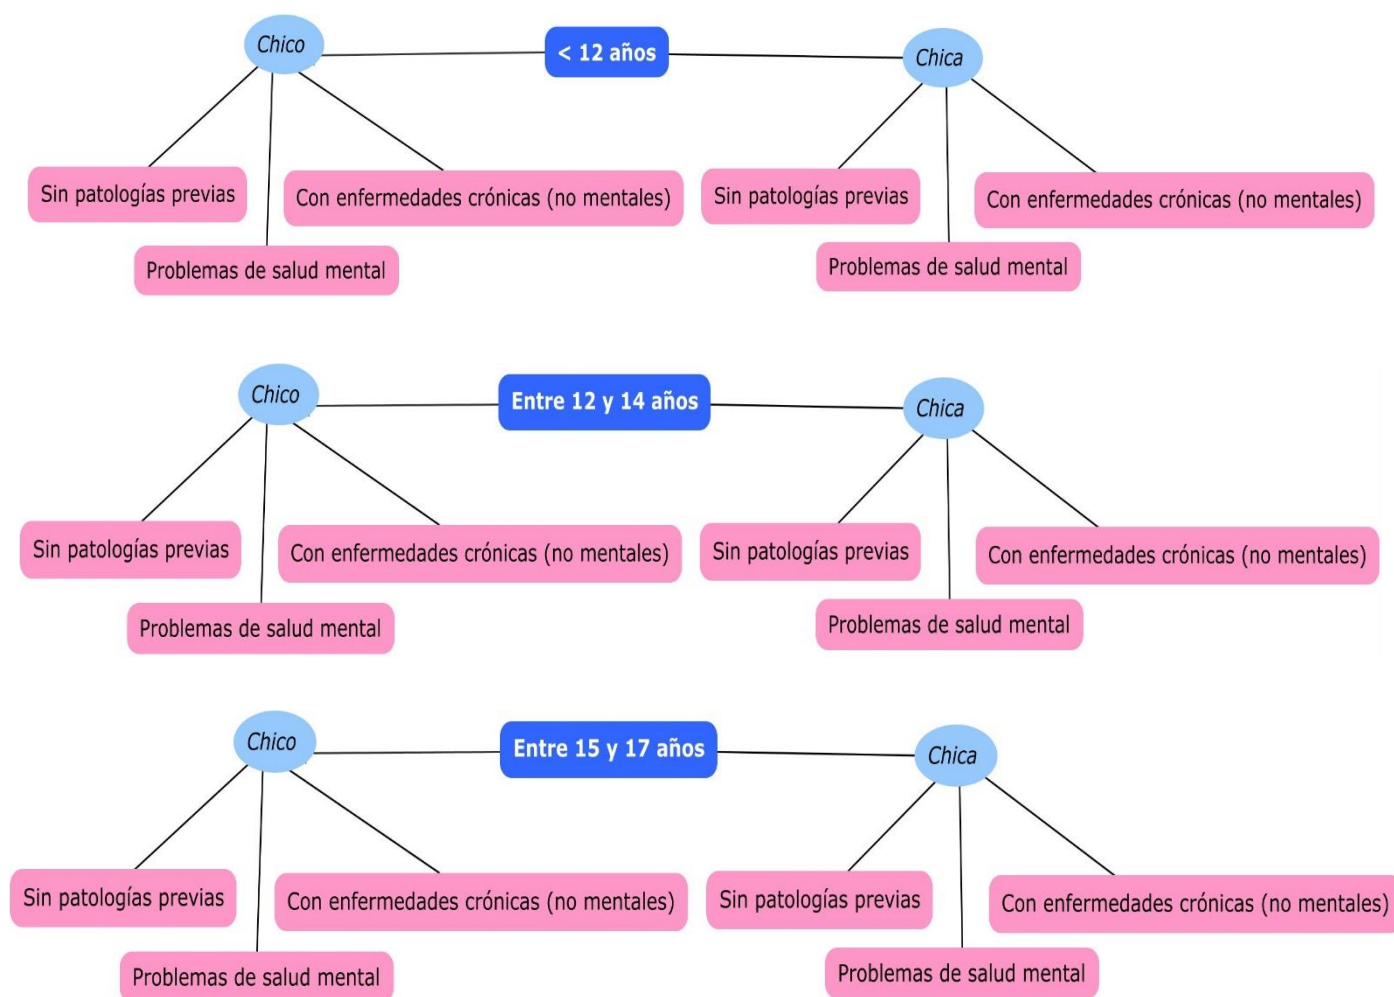 Chico
< 12 años
Chica
Sin patologías previas
Con enfermedades crónicas (no mentales)
Problemas de salud mental
Sin patologías previas
Con enfermedades crónicas (no mentales)
Problemas de salud mental
Chico
Entre 12 y 14 años
Chica
Sin patologías previas
Con enfermedades crónicas (no mentales)
Problemas de salud mental
Sin patologías previas
Con enfermedades crónicas (no mentales)
Problemas de salud mental
Chico
Entre 15 y 17 años
Chica
Sin patologías previas
Con enfermedades crónicas (no mentales)
Problemas de salud mental
Sin patologías previas
Con enfermedades crónicas (no mentales)
Problemas de salud mental